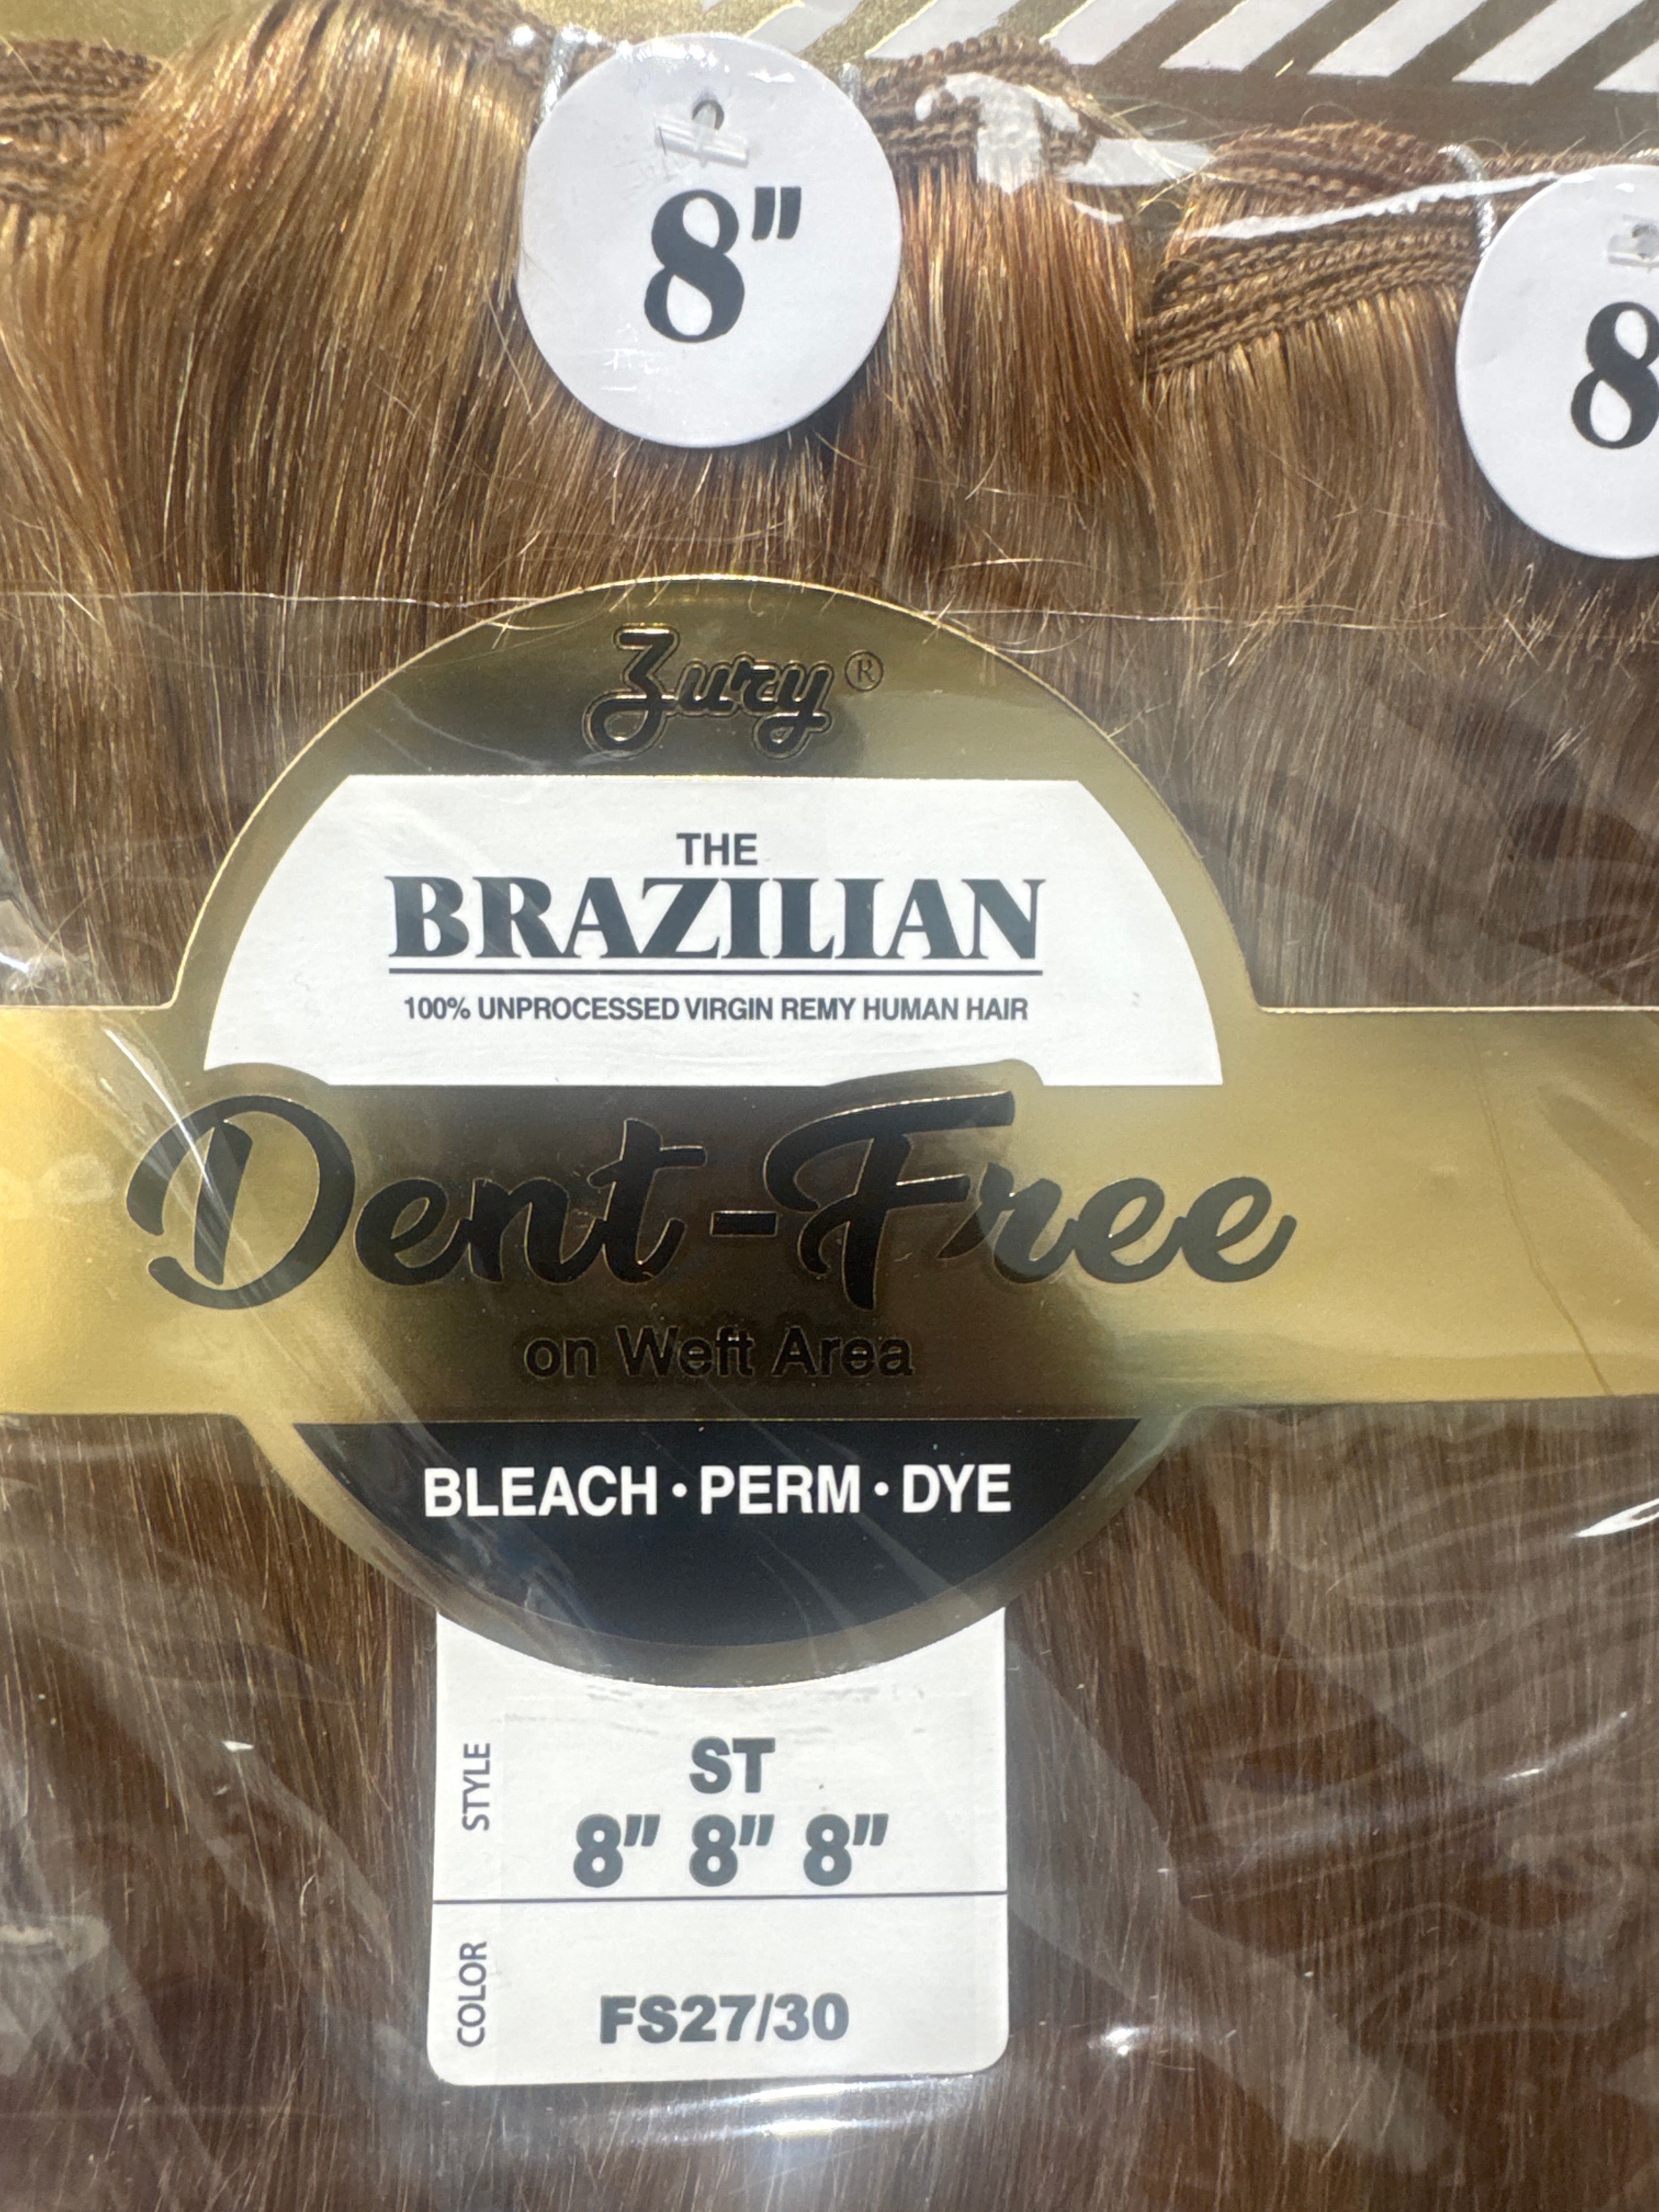 8"
8
Zury®
THE
BRAZILIAN
100% UNPROCESSED VIRGIN REMY HUMAN HAIR
Dent-Free
on Weft Area
BLEACH • PERM • DYE
STYLE
ST
8" 8" 8"
COLOR
FS27/30